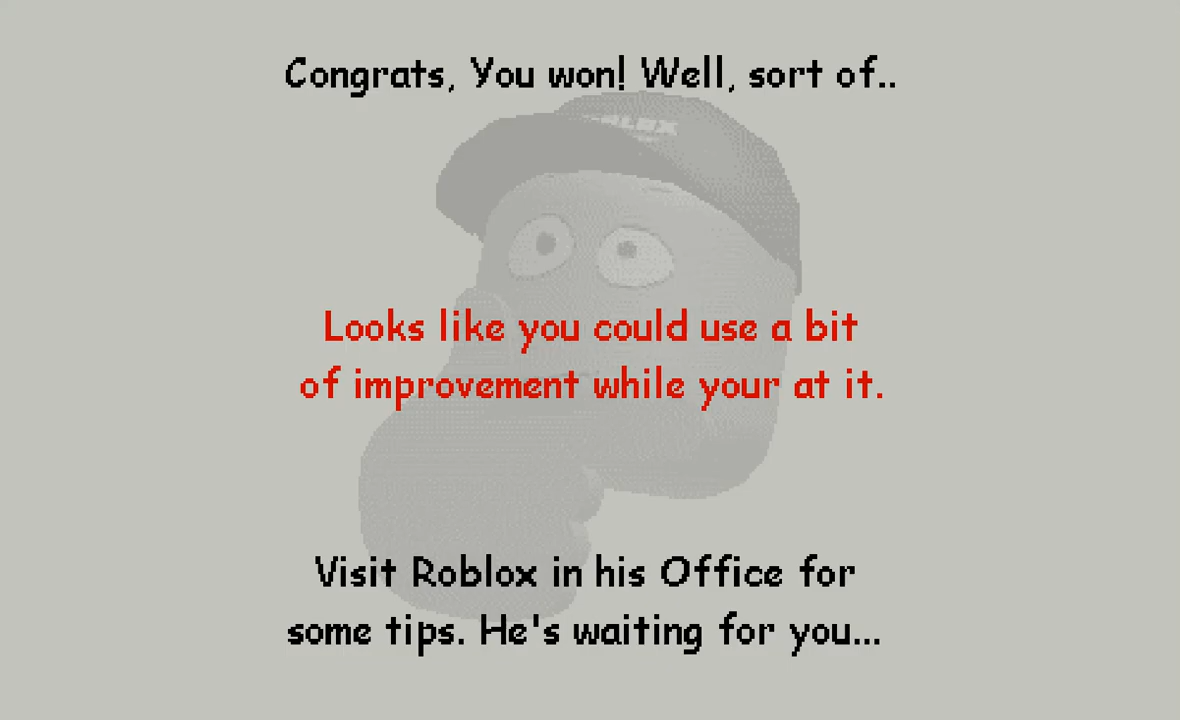 Congrats, You won! Well, sort of..
Looks like you could use a bit
of improvement while your at it.
Visit Roblox in his Office for
some tips. He's waiting for you...